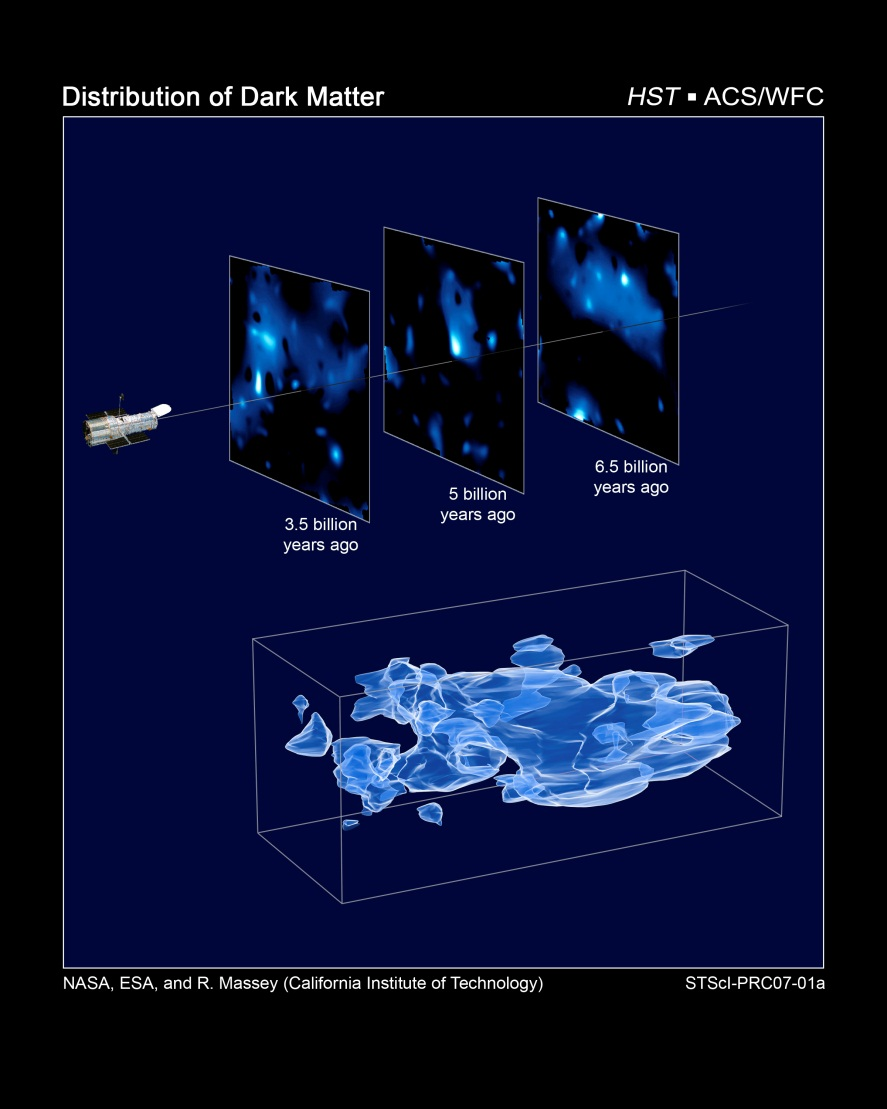 Distribution of Dark Matter
HST ▪ ACS/WFC
6.5 billion
years ago
5 billion
years ago
3.5 billion
years ago
NASA, ESA, and R. Massey (California Institute of Technology)
STScI-PRC07-01a